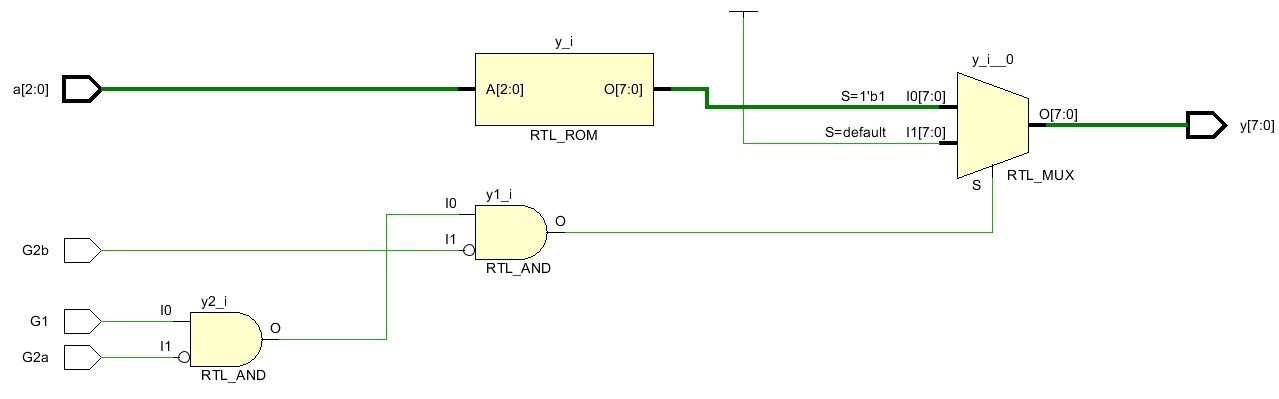 y_i
y_i__0
a[2:0]
A[2:0]
O[7:0]
S=1'b1
I0[7:0]
O[7:0]
y[7:0]
RTL_ROM
S=default
I1[7:0]
RTL_MUX
S
y1_i
I0
O
I1
G2b
RTL_AND
y2_i
I0
G1
O
I1
G2a
RTL_AND